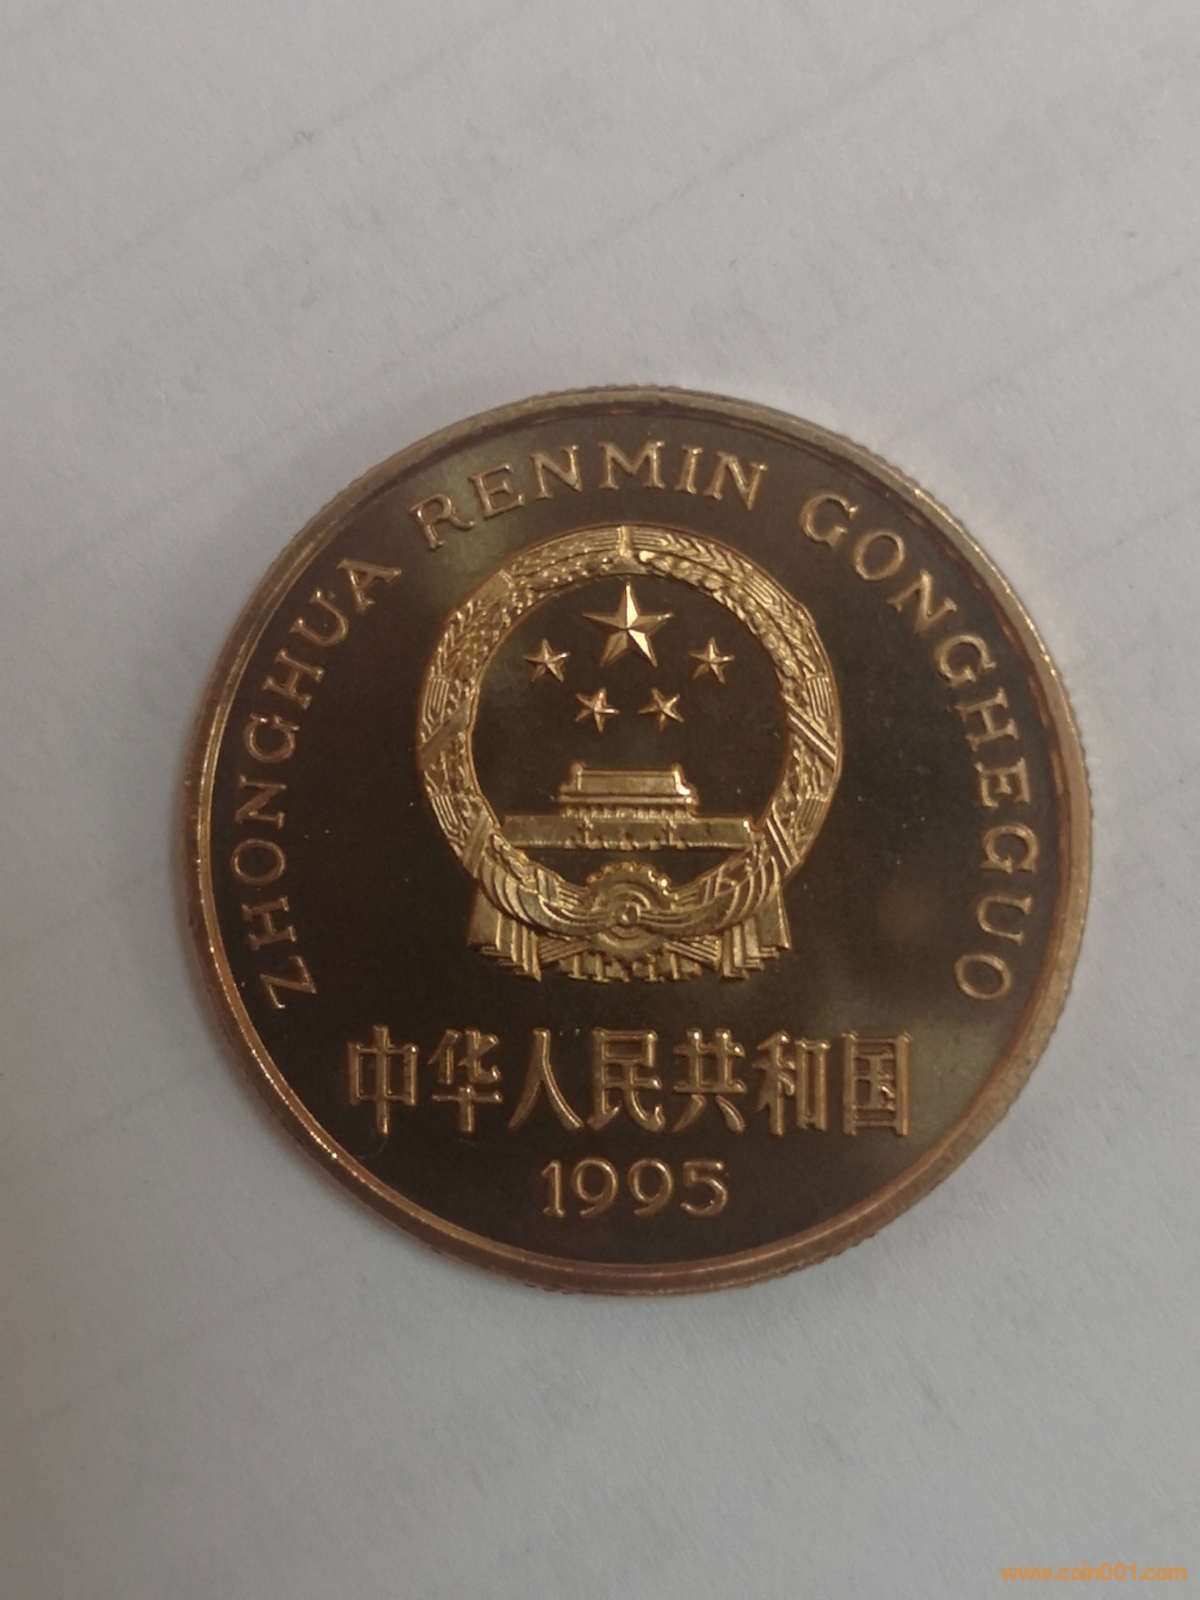 ZHONGHUA RENMIN GONGHEGUO
中华人民共和国
1995
www.coin001.com